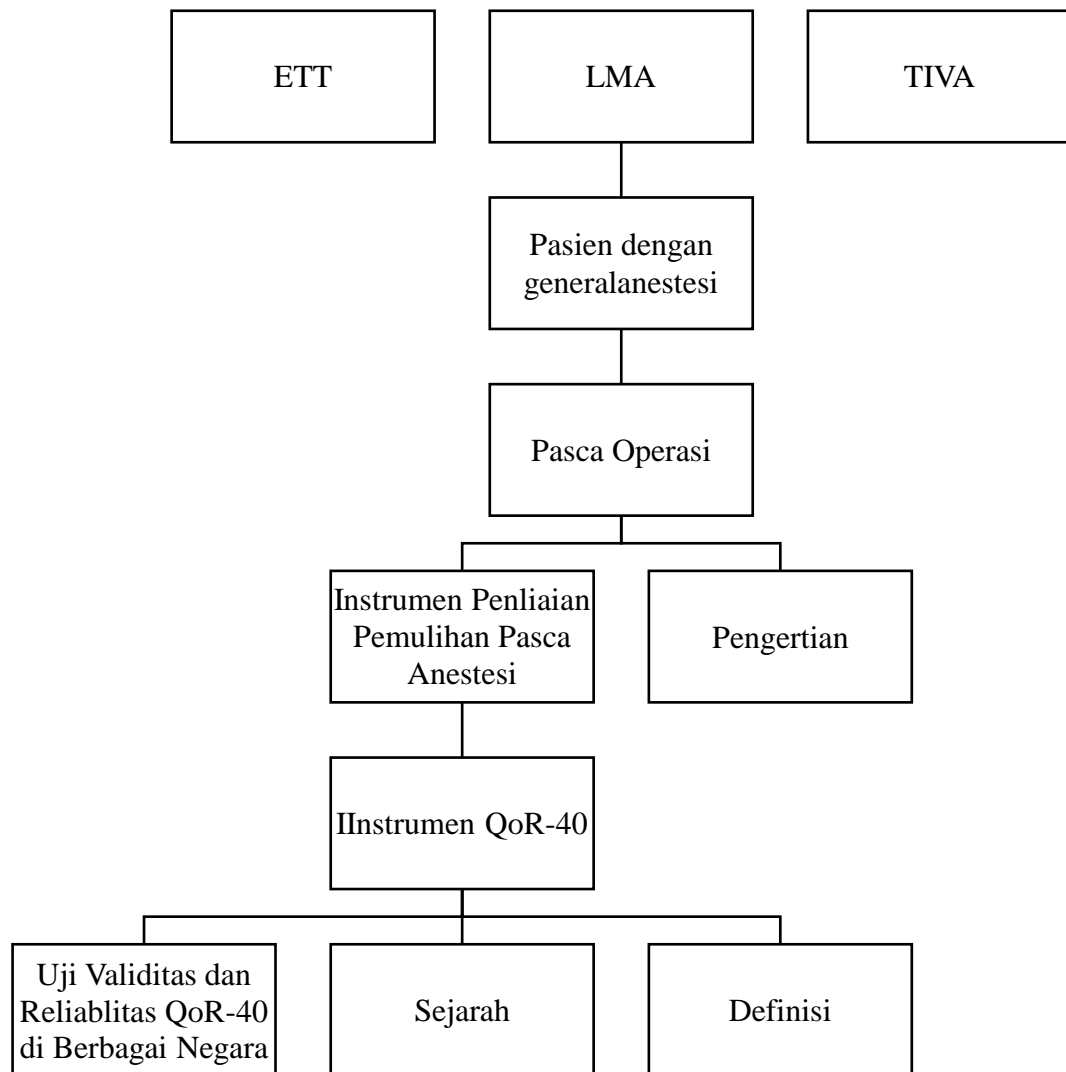 ETT
LMA
TIVA
Pasien dengan
generalanestesi
Pasca Operasi
Instrumen Penliaian
Pemulihan Pasca
Anestesi
Pengertian
IInstrumen QoR-40
Uji Validitas dan
Reliablitas QoR-40
di Berbagai Negara
Sejarah
Definisi